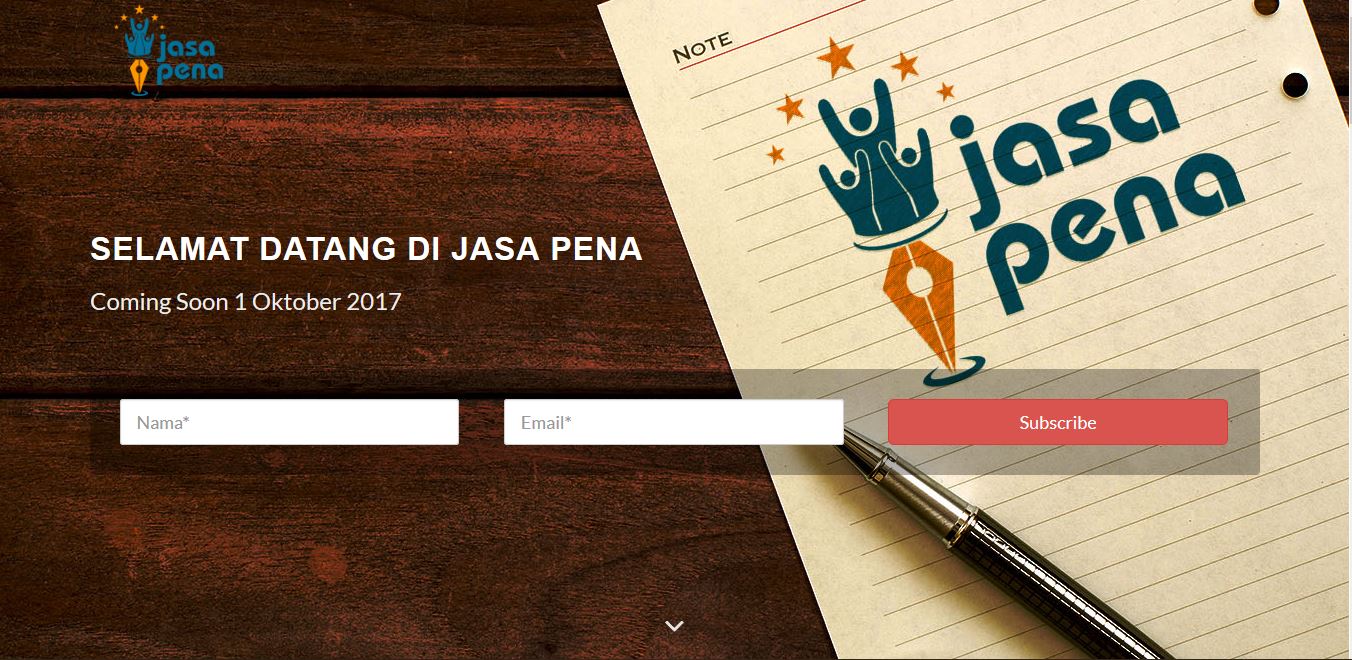 jasa
pena
NOTE
jasa
pena
SELAMAT DATANG DI JASA PENA
Coming Soon 1 Oktober 2017
Nama*
Email*
Subscribe